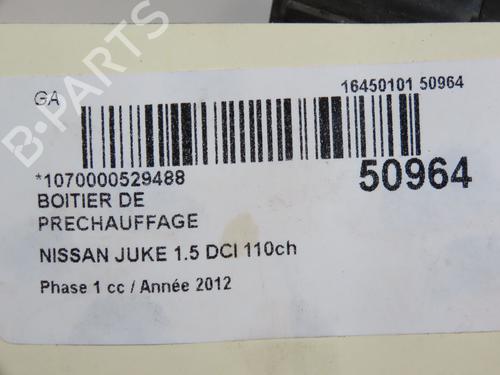 GA
16450101 50964
*1070000529488
50964
BOITIER DE
PRECHAUFFAGE
NISSAN JUKE 1.5 DCI 110ch
Phase 1 cc / Année 2012
B-PARTS